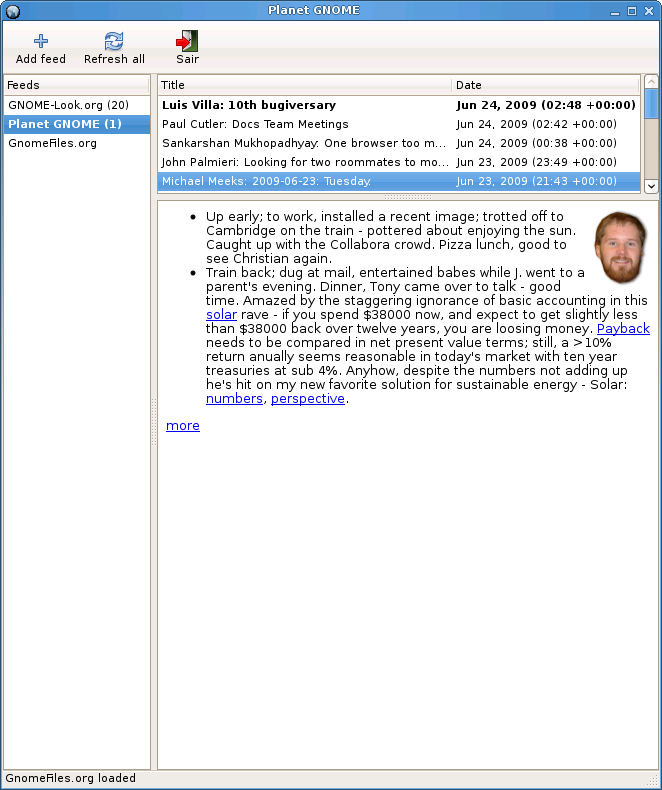 Planet GNOME
Add feed Refresh all Sair
Feeds
GNOME-Look.org (20)
Planet GNOME (1)
GnomeFiles.org
Title Date
Luis Villa: 10th bugiversary Jun 24, 2009 (02:48 +00:00)
Paul Cutler: Docs Team Meetings Jun 24, 2009 (02:42 +00:00)
Sankarshan Mukhopadhyay: One browser too m... Jun 24, 2009 (00:38 +00:00)
John Palmieri: Looking for two roommates to mo... Jun 23, 2009 (23:49 +00:00)
Michael Meeks: 2009-06-23: Tuesday. Jun 23, 2009 (21:43 +00:00)
• Up early; to work, installed a recent image; trotted off to
Cambridge on the train - pottered about enjoying the sun.
Caught up with the Collabora crowd. Pizza lunch, good to
see Christian again.
• Train back; dug at mail, entertained babes while J. went to a
parent's evening. Dinner, Tony came over to talk - good
time. Amazed by the staggering ignorance of basic accounting in this
solar rave - if you spend $38000 now, and expect to get slightly less
than $38000 back over twelve years, you are loosing money. Payback
needs to be compared in net present value terms; still, a >10%
return anually seems reasonable in today's market with ten year
treasuries at sub 4%. Anyhow, despite the numbers not adding up
he's hit on my new favorite solution for sustainable energy - Solar:
numbers, perspective.
more
GnomeFiles.org loaded